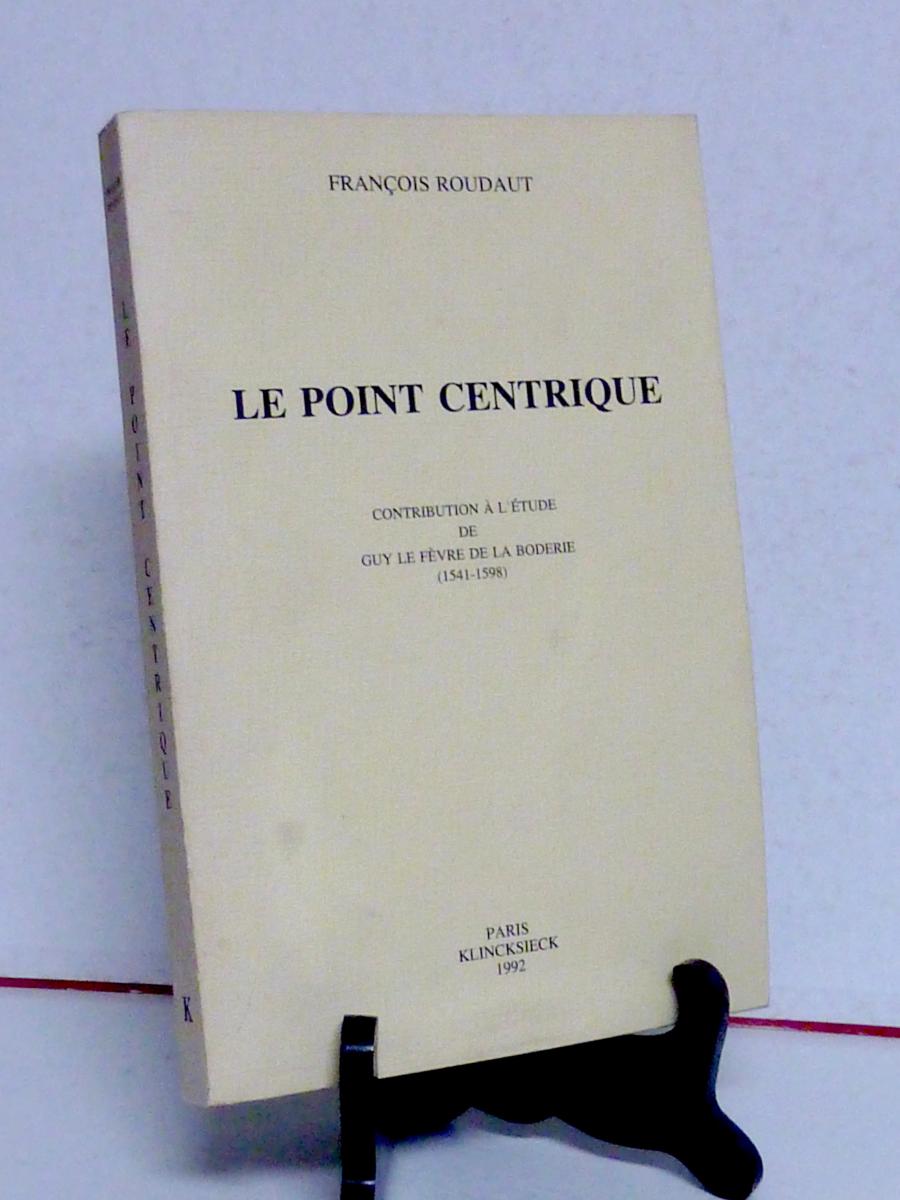 FRANÇOIS ROUDAUT
LE POINT CENTRIQUE
CONTRIBUTION À L'ÉTUDE
DE
GUY LE FÈVRE DE LA BODERIE
(1541-1598)
PARIS
KLINCKSIECK
1992
LE POINT CENTRIQUE
K